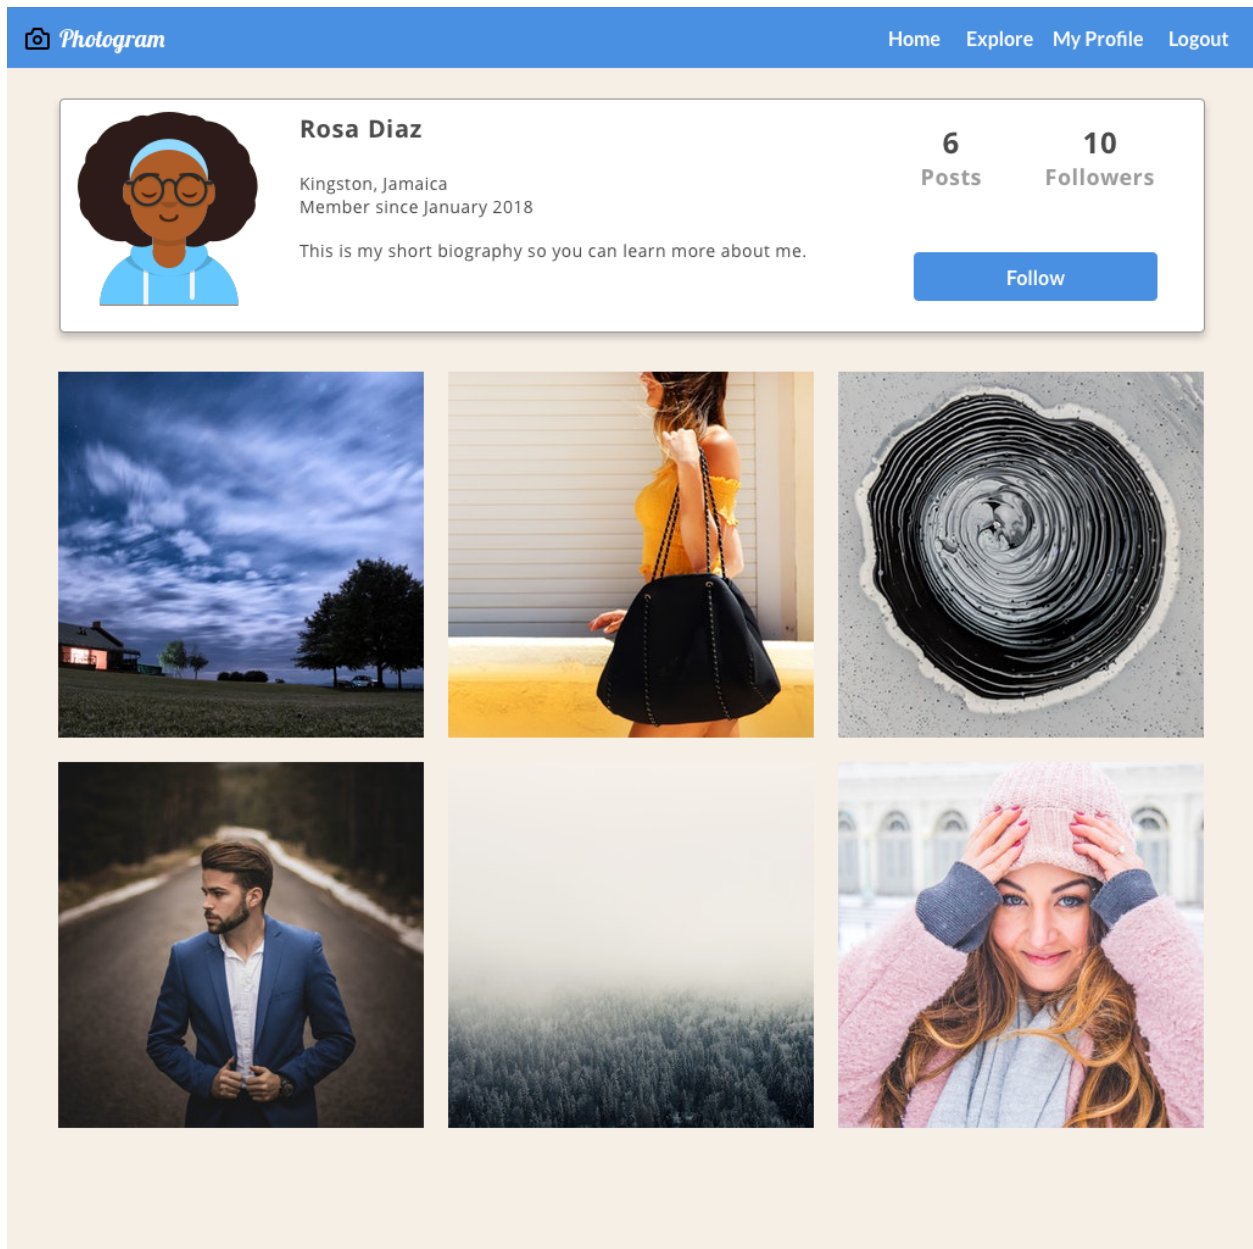 Photogram
Home Explore My Profile Logout
Rosa Diaz
Kingston, Jamaica
Member since January 2018
This is my short biography so you can learn more about me.
6
Posts
10
Followers
Follow